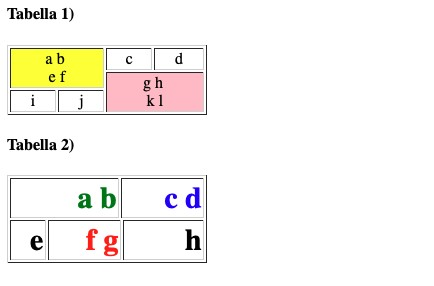 Tabella 1)
a b c d
e f
g h
i j k l
Tabella 2)
a b c d
e f g h